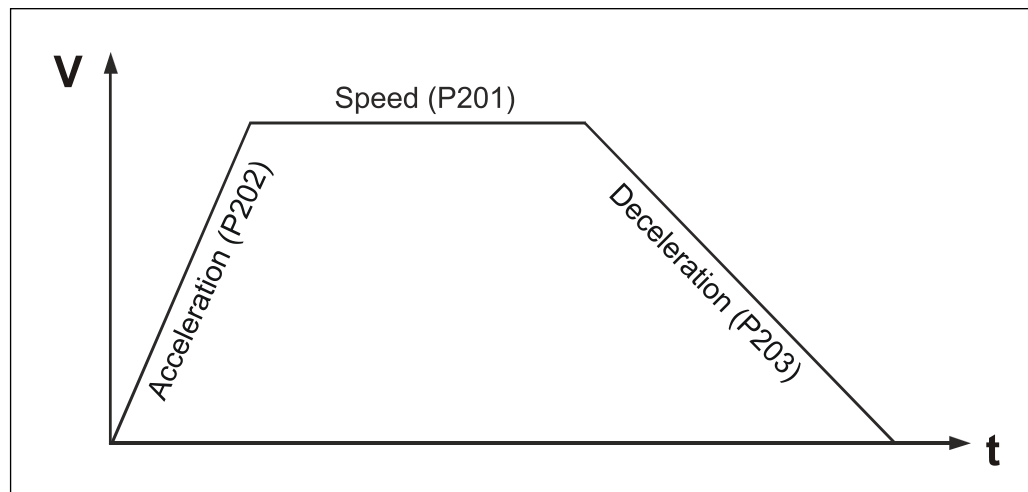 V
Speed (P201)
Acceleration (P202)
Deceleration (P203)
t